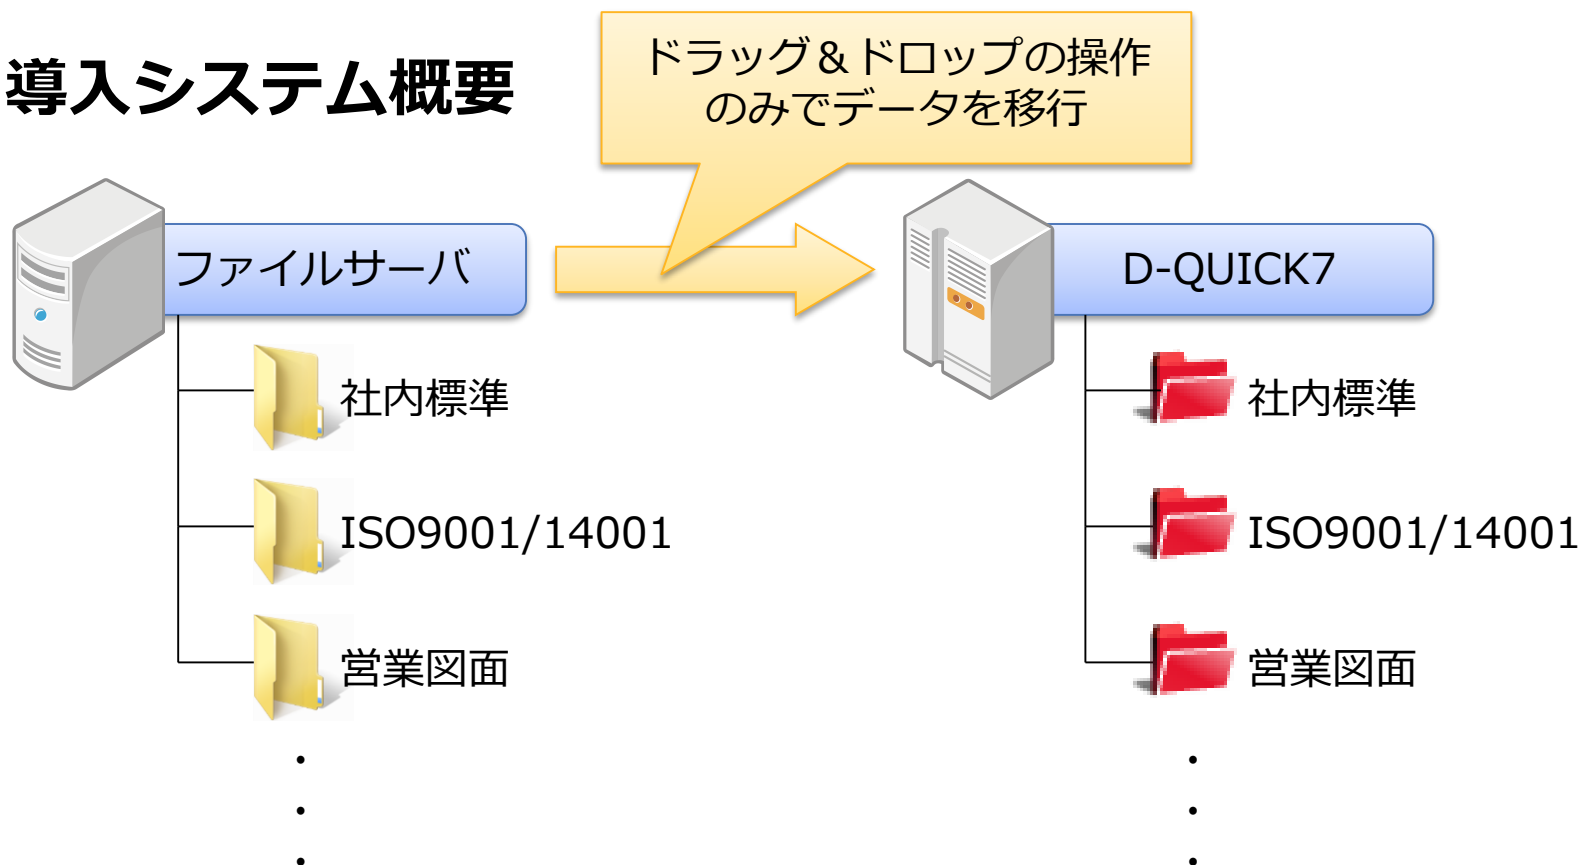 導入システム概要
ドラッグ&ドロップの操作
のみでデータを移行
ファイルサーバ
社内標準
ISO9001/14001
営業図面
・
・
・
D-QUICK7
社内標準
ISO9001/14001
営業図面
・
・
・